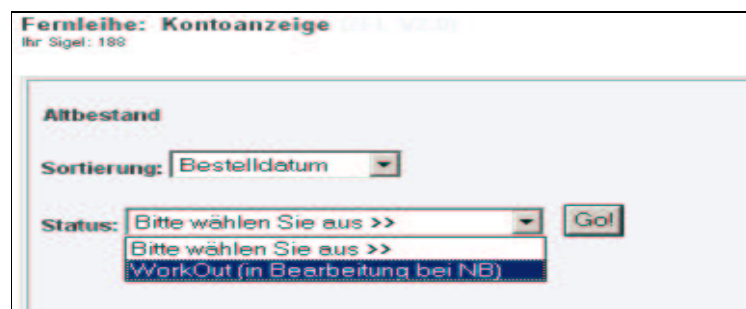 Fernleihe: Kontoanzeige
Ihr Sigel: 188
Altbestand
Sortierung: Bestelldatum
Status: Bitte wählen Sie aus >> Go!
Bitte wählen Sie aus >>
WorkOut (in Bearbeitung bei NB)